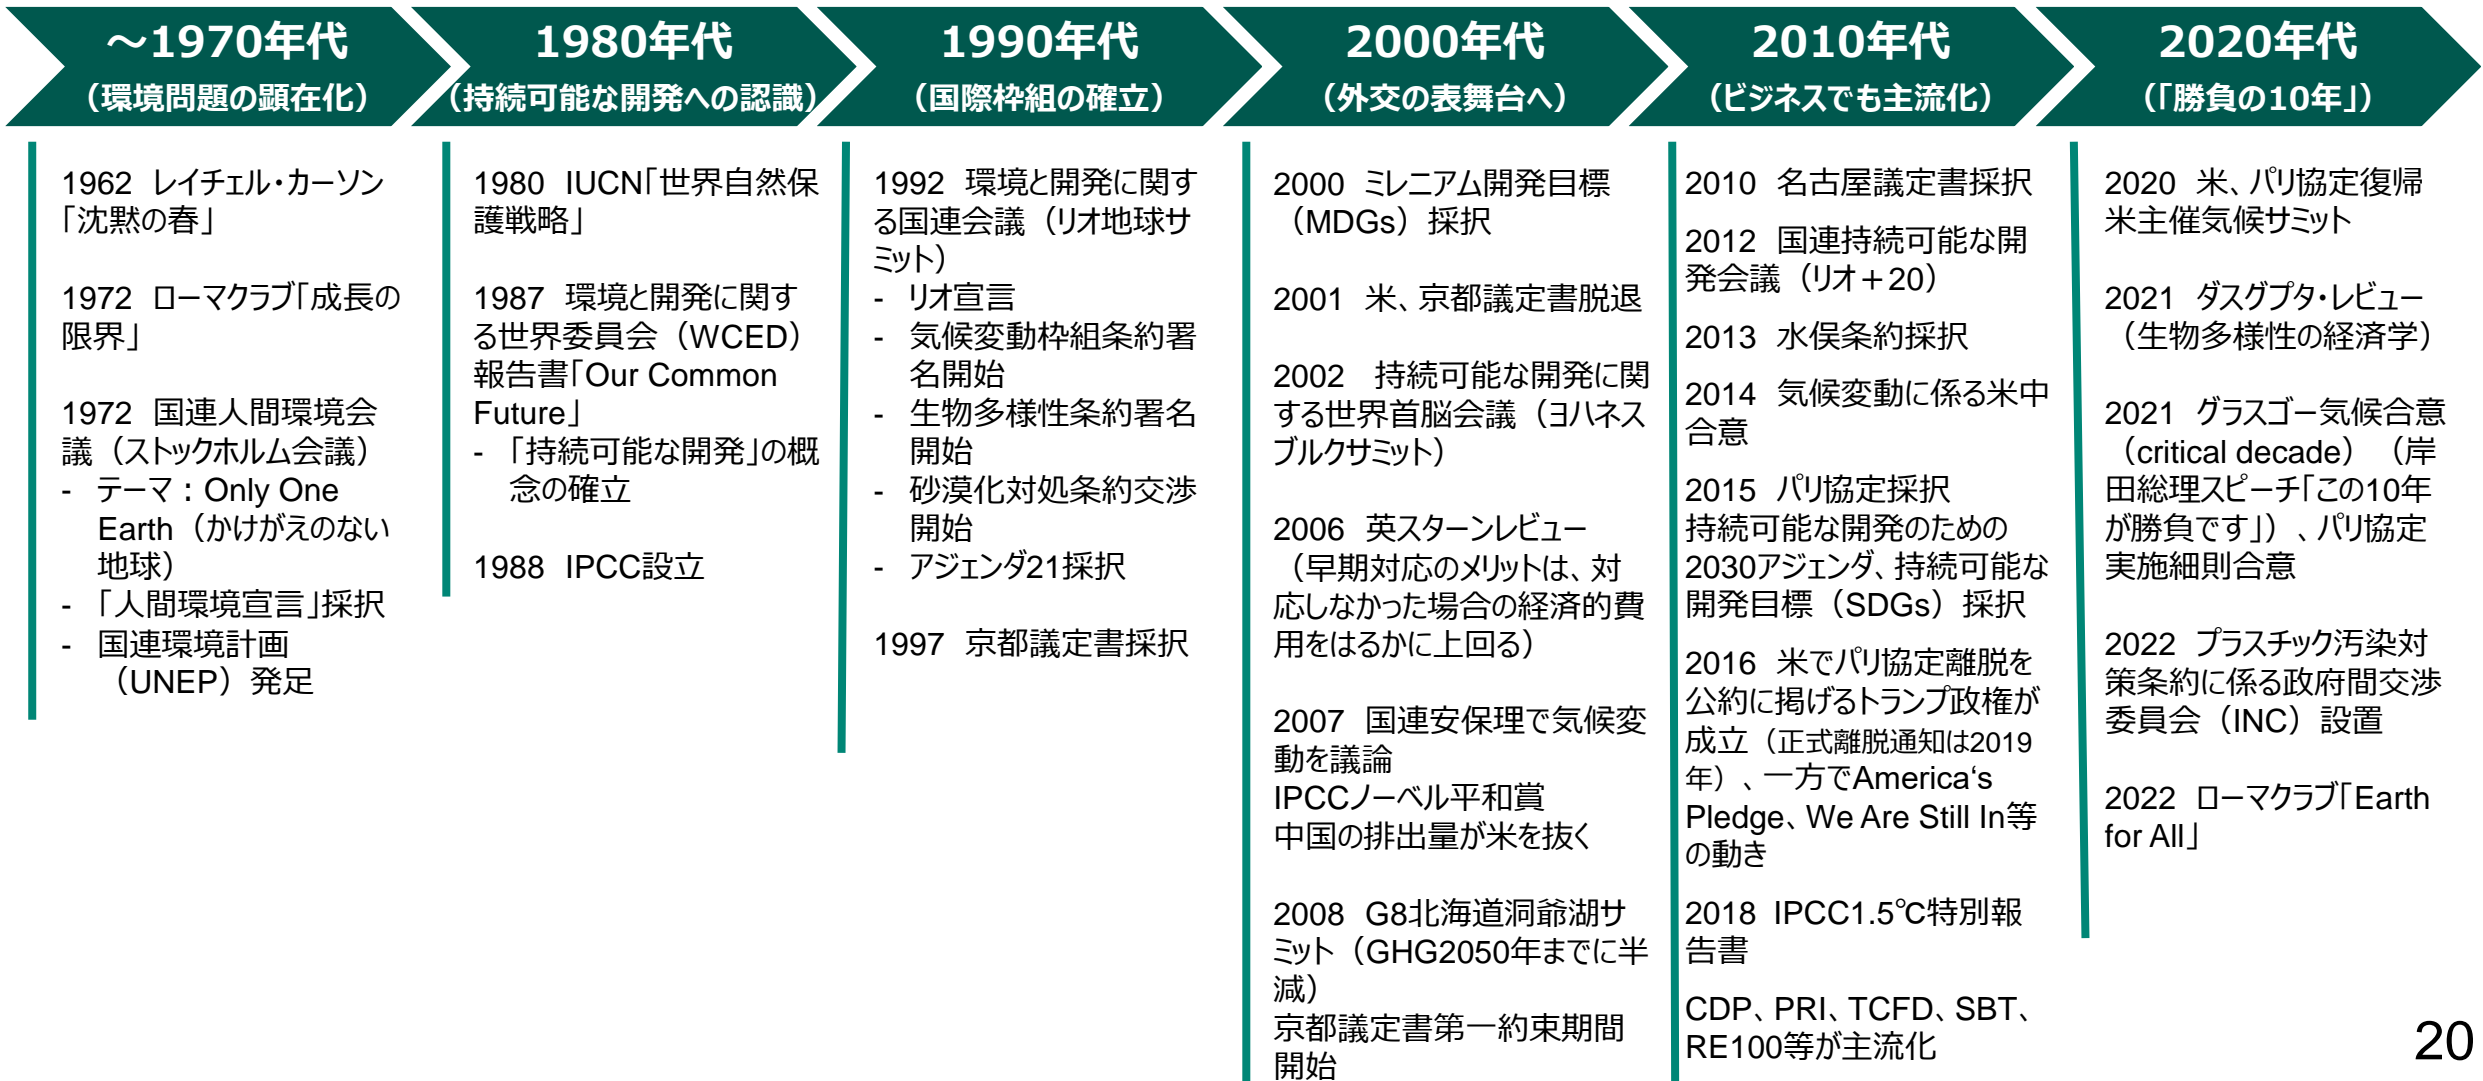 ～1970年代
（環境問題の顕在化）
1980年代
（持続可能な開発への認識）
1990年代
（国際枠組の確立）
2000年代
（外交の表舞台へ）
2010年代
（ビジネスでも主流化）
2020年代
（「勝負の10年」）
1962 レイチェル・カーソン
「沈黙の春」
1972 ローマクラブ「成長の
限界」
1972 国連人間環境会
議（ストックホルム会議）
- テーマ：Only One
Earth（かけがえのない
地球）
- 「人間環境宣言」採択
- 国連環境計画
（UNEP）発足
1980 IUCN「世界自然保
護戦略」
1987 環境と開発に関す
る世界委員会（WCED）
報告書「Our Common
Future」
- 「持続可能な開発」の概
念の確立
1988 IPCC設立
1992 環境と開発に関す
る国連会議（リオ地球サ
ミット）
- リオ宣言
- 気候変動枠組条約署
名開始
- 生物多様性条約署名
開始
- 砂漠化対処条約交渉
開始
- アジェンダ21採択
1997 京都議定書採択
2000 ミレニアム開発目標
（MDGs）採択
2001 米、京都議定書脱退
2002 持続可能な開発に関
する世界首脳会議（ヨハネス
ブルクサミット）
2006 英スターンレビュー
（早期対応のメリットは、対
応しなかった場合の経済的費
用をはるかに上回る）
2007 国連安保理で気候変
動を議論
IPCCノーベル平和賞
中国の排出量が米を抜く
2008 G8北海道洞爺湖サ
ミット（GHG2050年までに半
減）
京都議定書第一約束期間
開始
2010 名古屋議定書採択
2012 国連持続可能な開
発会議（リオ＋20）
2013 水俣条約採択
2014 気候変動に係る米中
合意
2015 パリ協定採択
持続可能な開発のための
2030アジェンダ、持続可能な
開発目標（SDGs）採択
2016 米でパリ協定離脱を
公約に掲げるトランプ政権が
成立（正式離脱通知は2019
年）、一方でAmerica‘s
Pledge、We Are Still In等
の動き
2018 IPCC1.5℃特別報
告書
CDP、PRI、TCFD、SBT、
RE100等が主流化
2020 米、パリ協定復帰
米主催気候サミット
2021 ダスグプタ・レビュー
（生物多様性の経済学）
2021 グラスゴー気候合意
（critical decade）（岸
田総理スピーチ「この10年
が勝負です」）、パリ協定
実施細則合意
2022 プラスチック汚染対
策条約に係る政府間交渉
委員会（INC）設置
2022 ローマクラブ「Earth
for All」
20